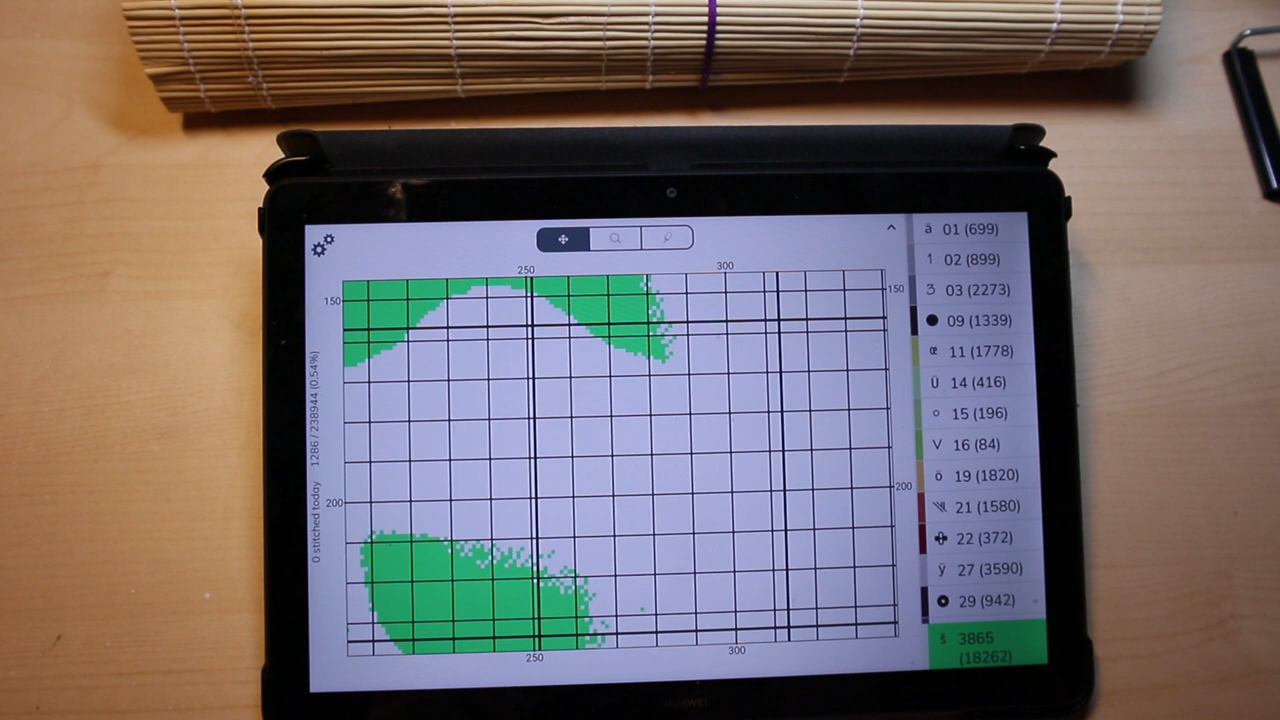 250
300
150
150
200
200
250
300
0 stitched today 1286 / 238944 (0.54%)
ä 01 (699)
1 02 (899)
3 03 (2273)
● 09 (1339)
œ 11 (1778)
Ü 14 (416)
○ 15 (196)
V 16 (84)
ö 19 (1820)
21 (1580)
22 (372)
ÿ 27 (3590)
29 (942)
š 3865
(18262)
HUAWEI